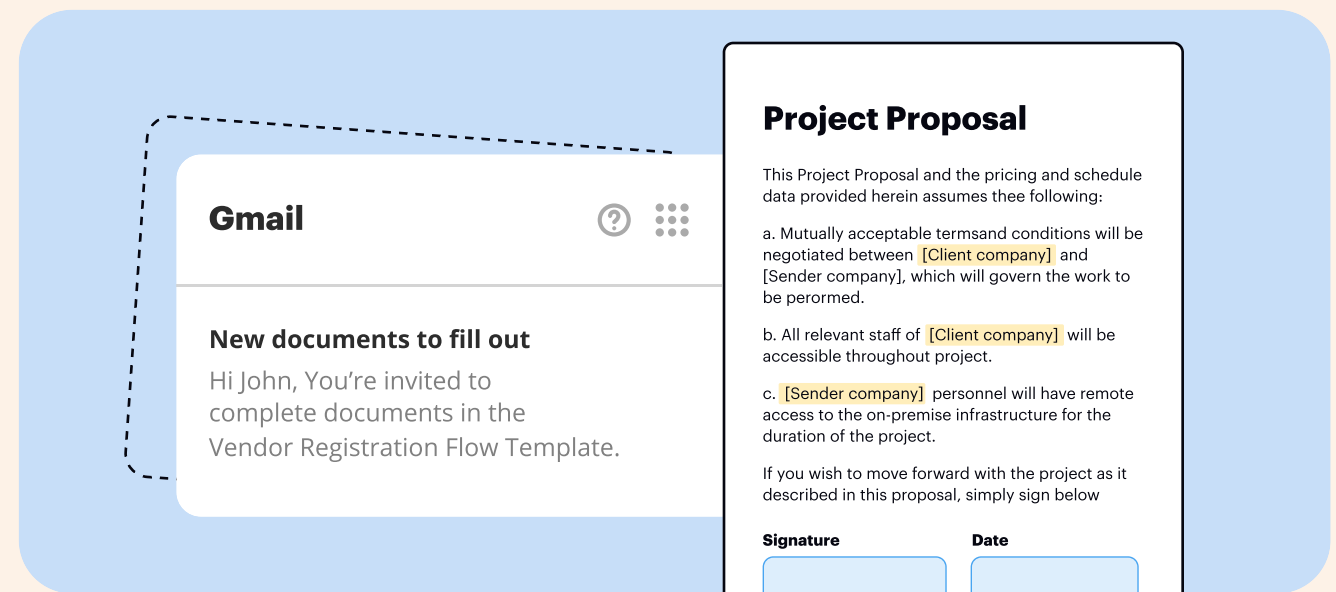 Gmail
New documents to fill out
Hi John, You’re invited to
complete documents in the
Vendor Registration Flow Template.
Project Proposal
This Project Proposal and the pricing and schedule
data provided herein assumes thee following:
a. Mutually acceptable termsand conditions will be
negotiated between [Client company] and
[Sender company], which will govern the work to
be perormed.
b. All relevant staff of [Client company] will be
accessible throughout project.
c. [Sender company] personnel will have remote
access to the on-premise infrastructure for the
duration of the project.
If you wish to move forward with the project as it
described in this proposal, simply sign below
Signature Date